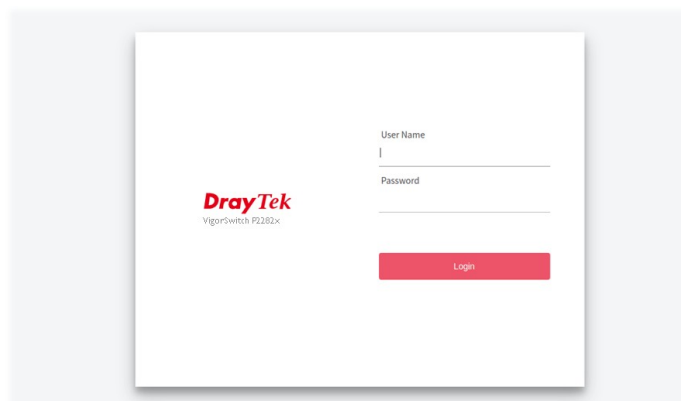 User Name
Password
DrayTek
VigorSwitch P2282x
Login